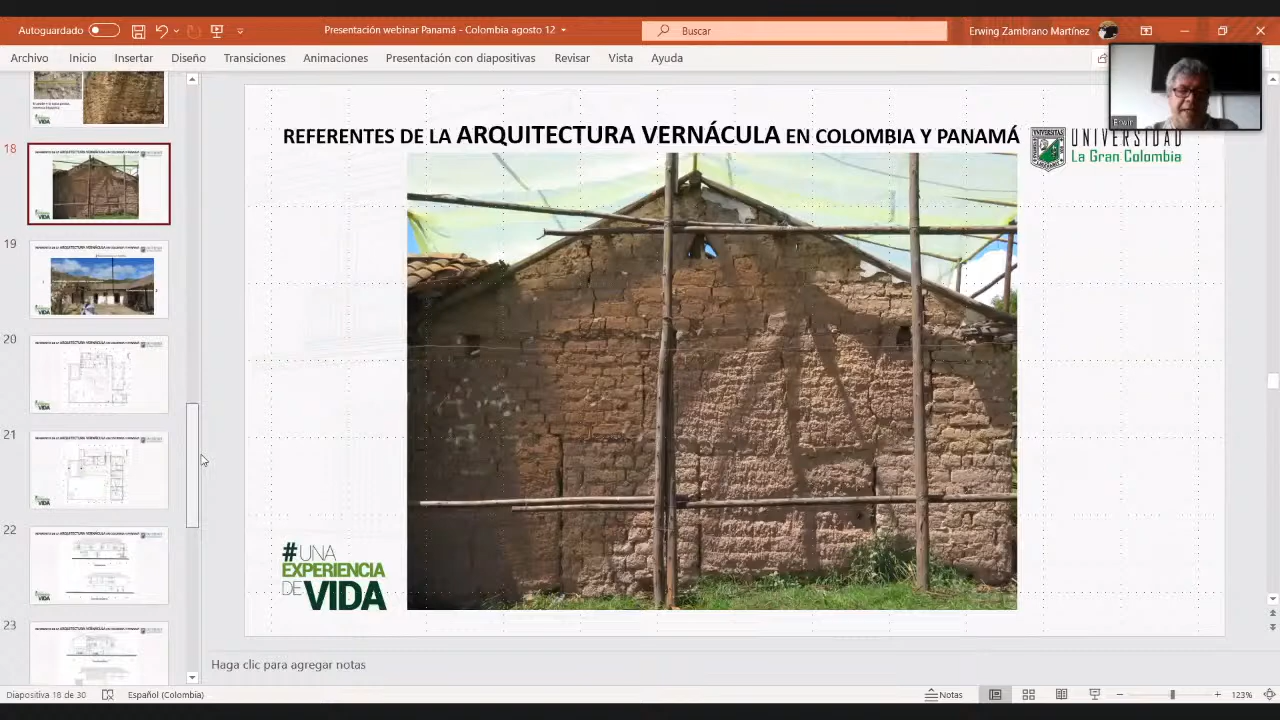 Autoguardado
Presentación webinar Panamá - Colombia agosto 12
Buscar
Erwing Zambrano Martínez
Archivo
Inicio
Insertar
Diseño
Transiciones
Animaciones
Presentación con diapositivas
Revisar
Vista
Ayuda
Erwin
18
19
20
21
22
23
REFERENTES DE LA ARQUITECTURA VERNÁCULA EN COLOMBIA Y PANAMÁ
UNIVERSITAS
UNIVERSIDAD
La Gran Colombia
#UNA
EXPERIENCIA
DE VIDA
Haga clic para agregar notas
Diapositiva 18 de 30
Español (Colombia)
Notas
123%